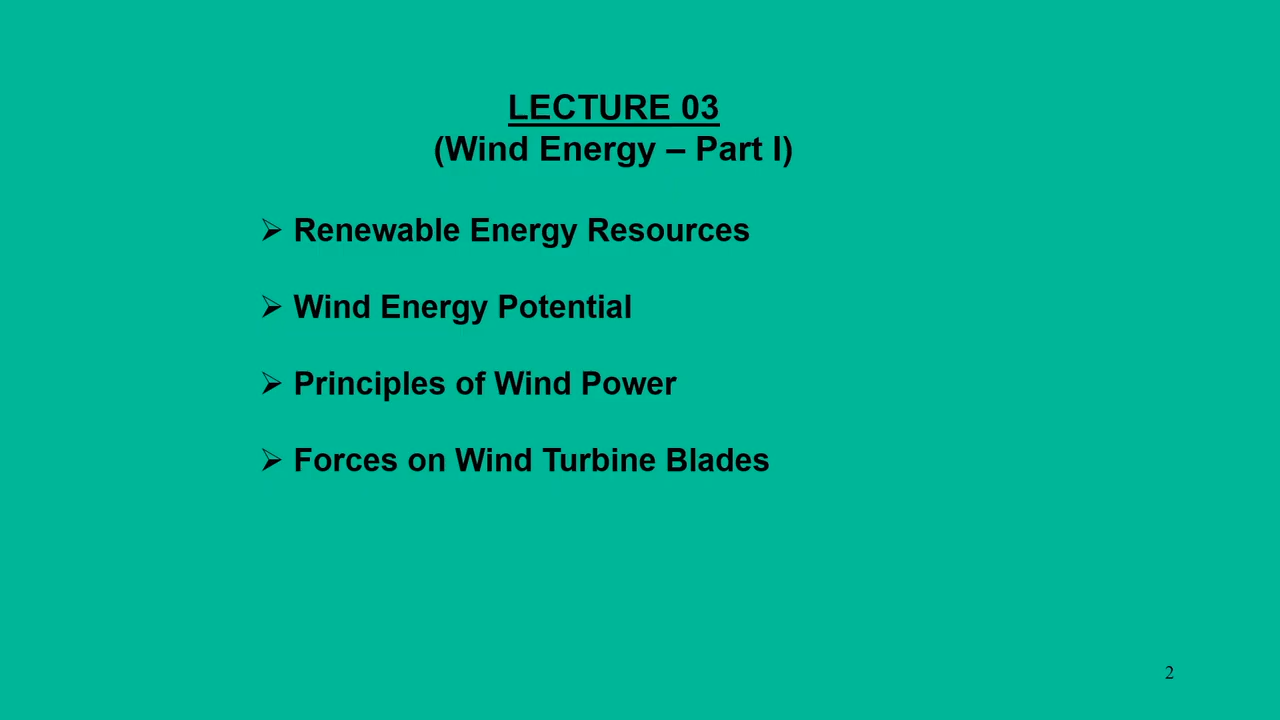 LECTURE 03
(Wind Energy – Part I)
➢ Renewable Energy Resources
➢ Wind Energy Potential
➢ Principles of Wind Power
➢ Forces on Wind Turbine Blades
2